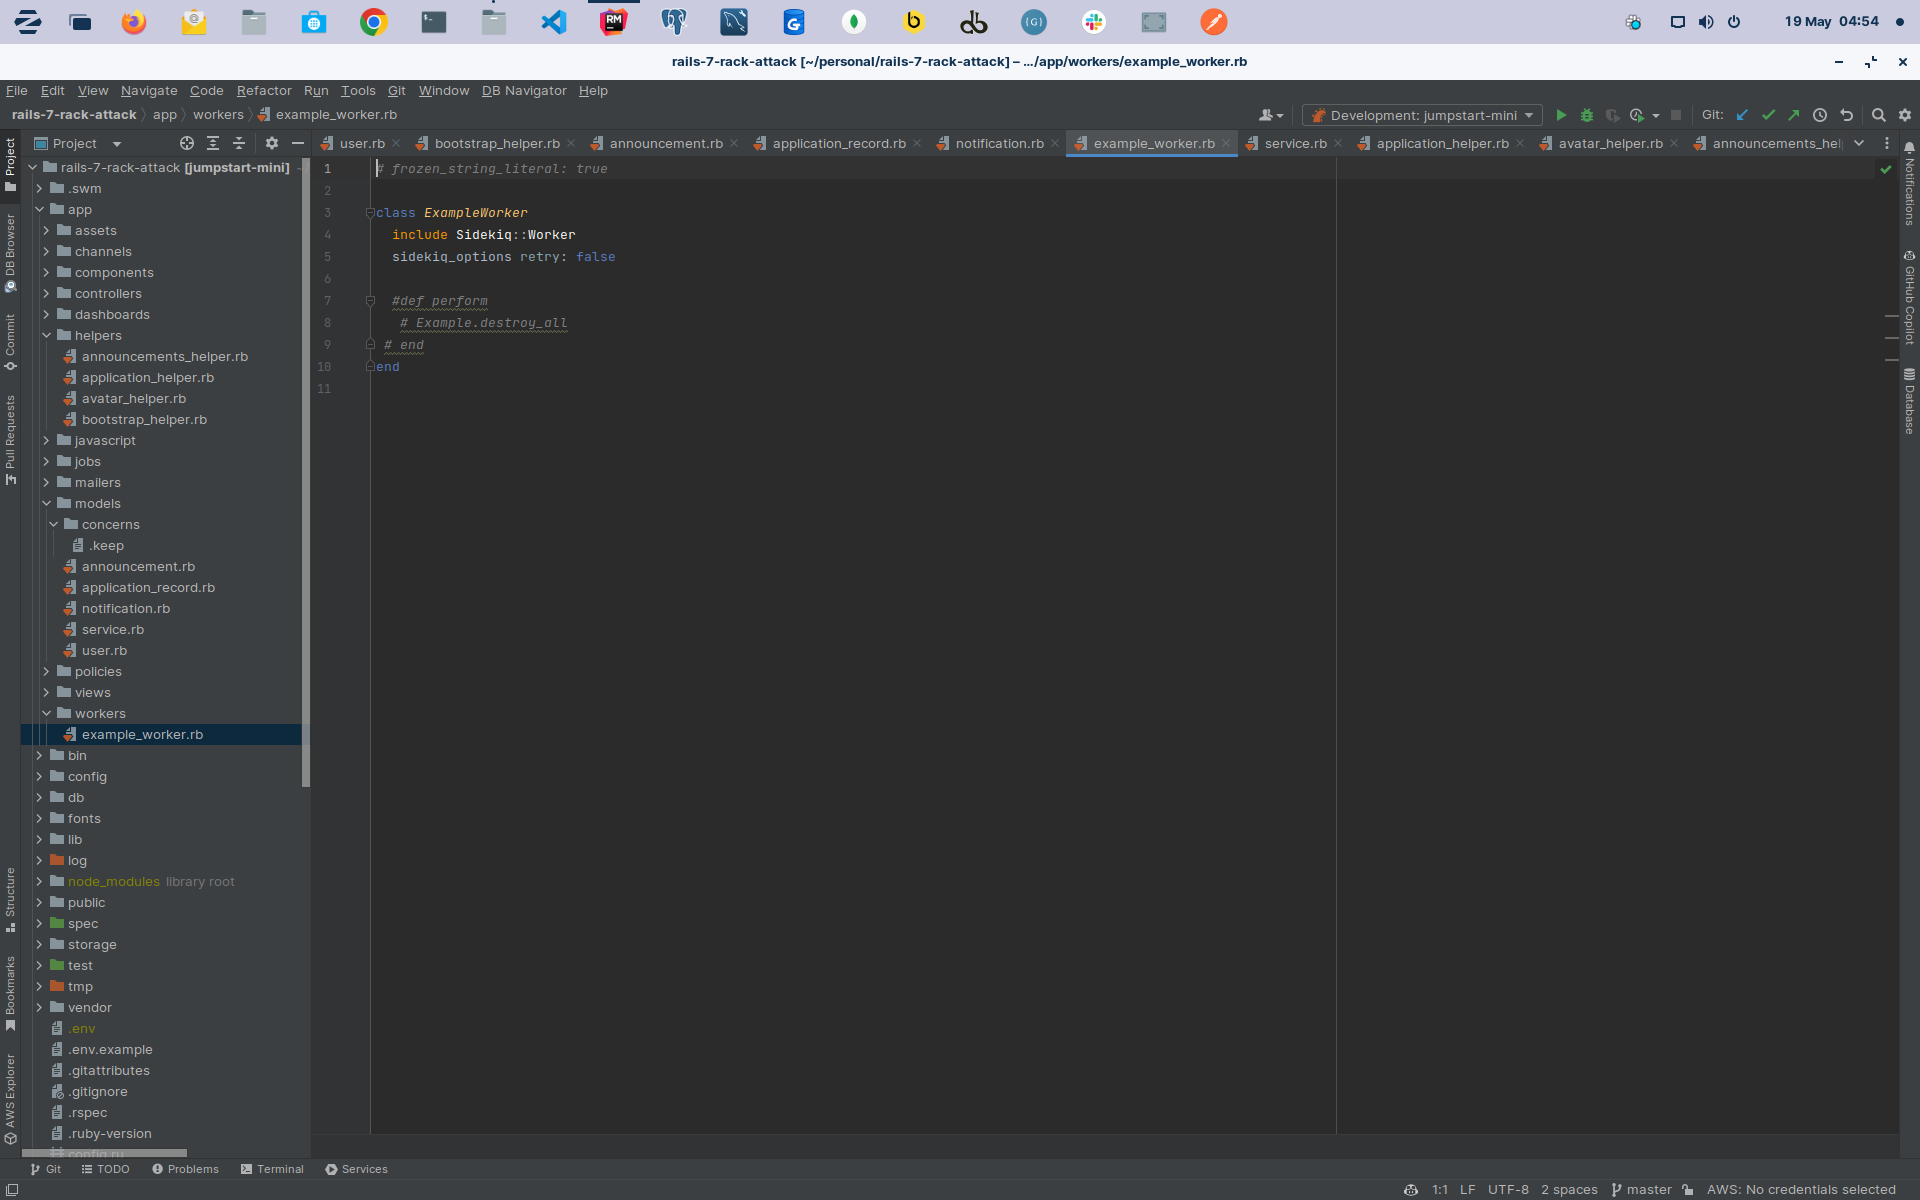 19 May 04:54
rails-7-rack-attack [~/personal/rails-7-rack-attack] – .../app/workers/example_worker.rb
File Edit View Navigate Code Refactor Run Tools Git Window DB Navigator Help
rails-7-rack-attack app workers example_worker.rb
Development: jumpstart-mini
Git:
Project
user.rb bootstrap_helper.rb announcement.rb application_record.rb notification.rb example_worker.rb service.rb application_helper.rb avatar_helper.rb announcements_hel
rails-7-rack-attack [jumpstart-mini]
.swm
app
assets
channels
components
controllers
dashboards
helpers
announcements_helper.rb
application_helper.rb
avatar_helper.rb
bootstrap_helper.rb
javascript
jobs
mailers
models
concerns
.keep
announcement.rb
application_record.rb
notification.rb
service.rb
user.rb
policies
views
workers
example_worker.rb
bin
config
db
fonts
lib
log
node_modules library root
public
spec
storage
test
tmp
vendor
.env
.env.example
.gitattributes
.gitignore
.rspec
.ruby-version
config.ru
1 # frozen_string_literal: true
2
3 class ExampleWorker
4 include Sidekiq::Worker
5 sidekiq_options retry: false
6
7 #def perform
8 # Example.destroy_all
9 # end
10 end
11
Project
DB Browser
Commit
Pull Requests
Structure
Bookmarks
AWS Explorer
Notifications
GitHub Copilot
Database
Git TODO Problems Terminal Services
1:1 LF UTF-8 2 spaces master AWS: No credentials selected